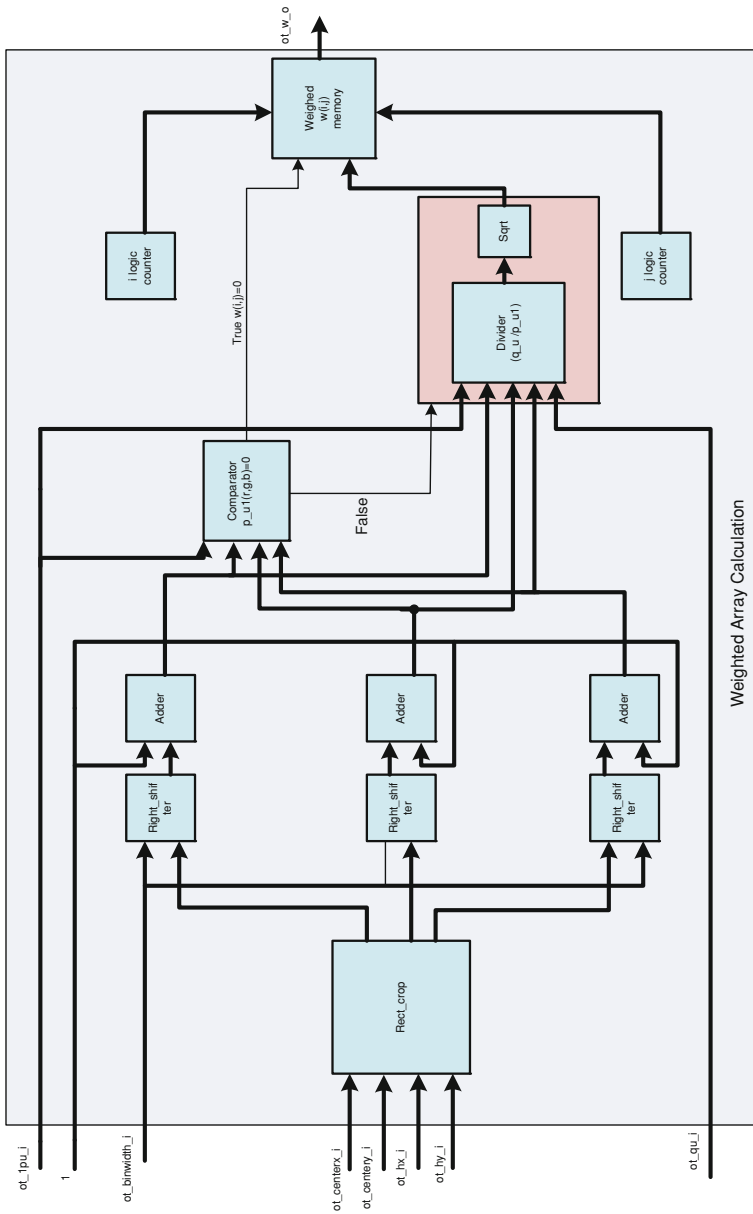 ot_1pu_i
1
ot_binwidth_i
ot_centerx_i
ot_centery_i
ot_hx_i
ot_hy_i
ot_qu_i
Rect_crop
Right_shif
ter
Right_shif
ter
Right_shif
ter
Adder
Adder
Adder
Comparator
p_u1(r,g,b)=0
False
True w(i,j)=0
i logic
counter
Divider
(q_u /p_u1)
Sqrt
j logic
counter
Weighed
w(i,j)
memory
ot_w_o
Weighted Array Calculation